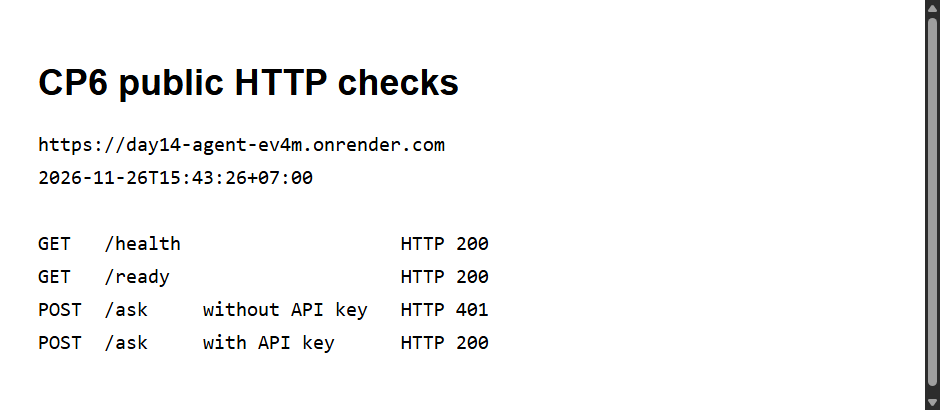 CP6 public HTTP checks
https://day14-agent-ev4m.onrender.com
2026-11-26T15:43:26+07:00
GET /health HTTP 200
GET /ready HTTP 200
POST /ask without API key HTTP 401
POST /ask with API key HTTP 200